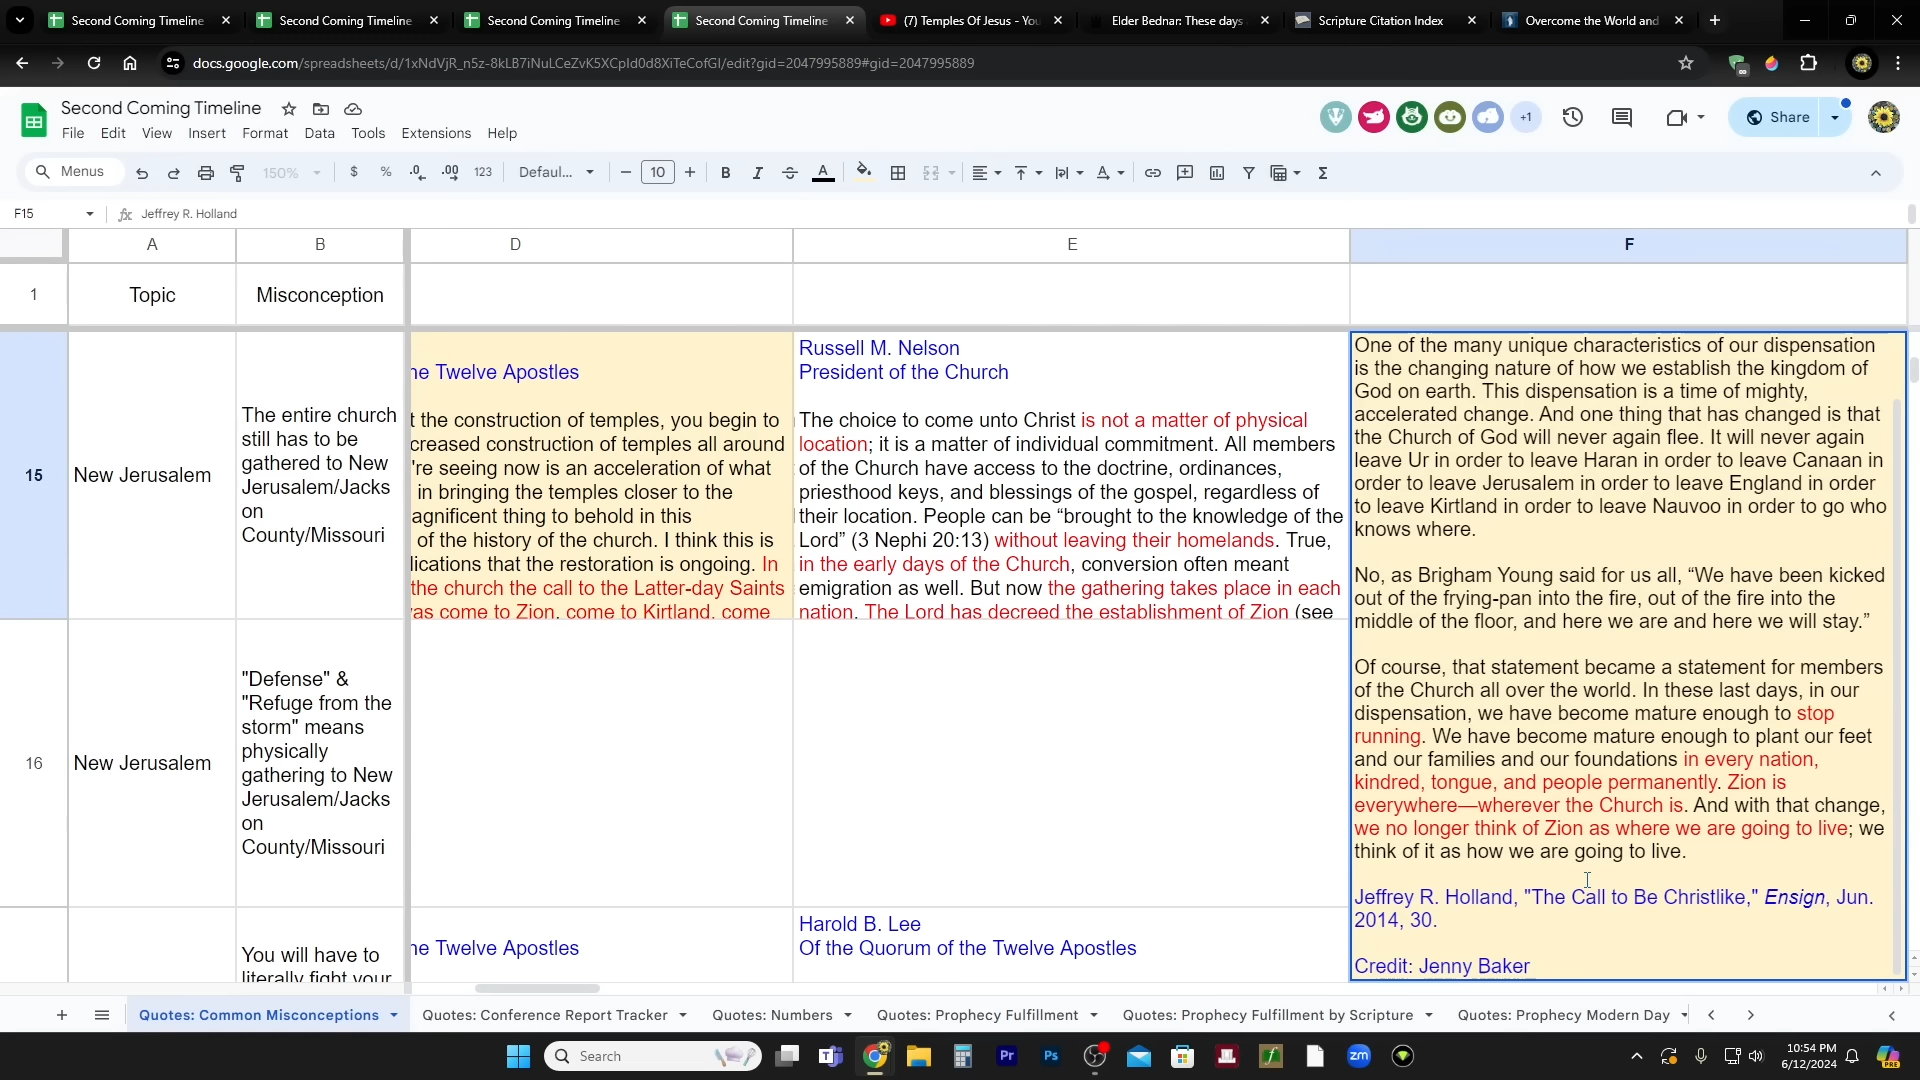 Second Coming Timeline
Second Coming Timeline
Second Coming Timeline
Second Coming Timeline
(7) Temples Of Jesus - You
Elder Bednar: These days
Scripture Citation Index
Overcome the World and
docs.google.com/spreadsheets/d/1xNdVjR_n5z-8kLB7iNuLCeZvK5XCpId0d8XiTeCofGI/edit?gid=2047995889#gid=2047995889
Second Coming Timeline
File Edit View Insert Format Data Tools Extensions Help
+1
Share
Menus
150%
$ % .0 .00 123
Defaul...
10
B I
F15
fx Jeffrey R. Holland
A B D E F
1 Topic Misconception
15
New Jerusalem
The entire church
still has to be
gathered to New
Jerusalem/Jacks
on
County/Missouri
he Twelve Apostles
t the construction of temples, you begin to
creased construction of temples all around
're seeing now is an acceleration of what
in bringing the temples closer to the
agnificent thing to behold in this
of the history of the church. I think this is
lications that the restoration is ongoing. In
the church the call to the Latter-day Saints
as come to Zion, come to Kirtland, come
Russell M. Nelson
President of the Church
The choice to come unto Christ is not a matter of physical
location; it is a matter of individual commitment. All members
of the Church have access to the doctrine, ordinances,
priesthood keys, and blessings of the gospel, regardless of
their location. People can be “brought to the knowledge of the
Lord” (3 Nephi 20:13) without leaving their homelands. True,
in the early days of the Church, conversion often meant
emigration as well. But now the gathering takes place in each
nation. The Lord has decreed the establishment of Zion (see
One of the many unique characteristics of our dispensation
is the changing nature of how we establish the kingdom of
God on earth. This dispensation is a time of mighty,
accelerated change. And one thing that has changed is that
the Church of God will never again flee. It will never again
leave Ur in order to leave Haran in order to leave Canaan in
order to leave Jerusalem in order to leave England in order
to leave Kirtland in order to leave Nauvoo in order to go who
knows where.
No, as Brigham Young said for us all, “We have been kicked
out of the frying-pan into the fire, out of the fire into the
middle of the floor, and here we are and here we will stay.”
Of course, that statement became a statement for members
of the Church all over the world. In these last days, in our
dispensation, we have become mature enough to stop
running. We have become mature enough to plant our feet
and our families and our foundations in every nation,
kindred, tongue, and people permanently. Zion is
everywhere—wherever the Church is. And with that change,
we no longer think of Zion as where we are going to live; we
think of it as how we are going to live.
Jeffrey R. Holland, "The Call to Be Christlike," Ensign, Jun.
2014, 30.
Credit: Jenny Baker
16
New Jerusalem
"Defense" &
"Refuge from the
storm" means
physically
gathering to New
Jerusalem/Jacks
on
County/Missouri
You will have to
literally fight your
he Twelve Apostles
Harold B. Lee
Of the Quorum of the Twelve Apostles
Quotes: Common Misconceptions
Quotes: Conference Report Tracker
Quotes: Numbers
Quotes: Prophecy Fulfillment
Quotes: Prophecy Fulfillment by Scripture
Quotes: Prophecy Modern Day
Search
Pr
Ps
zm
10:54 PM
6/12/2024